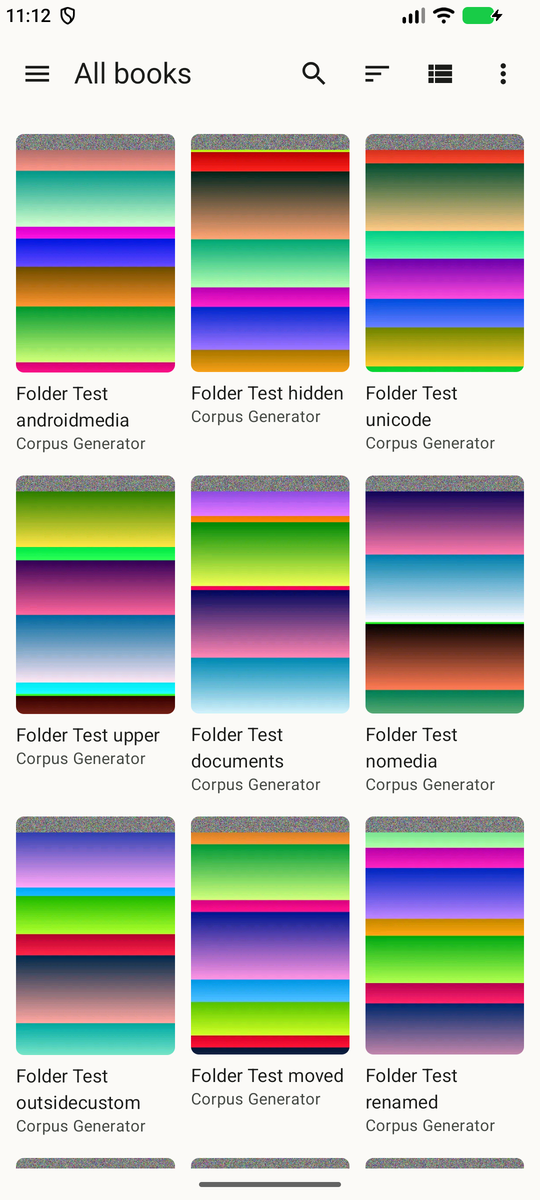 11:12
All books
Folder Test
androidmedia
Corpus Generator
Folder Test hidden
Corpus Generator
Folder Test
unicode
Corpus Generator
Folder Test upper
Corpus Generator
Folder Test
documents
Corpus Generator
Folder Test
nomedia
Corpus Generator
Folder Test
outsidecustom
Corpus Generator
Folder Test moved
Corpus Generator
Folder Test
renamed
Corpus Generator